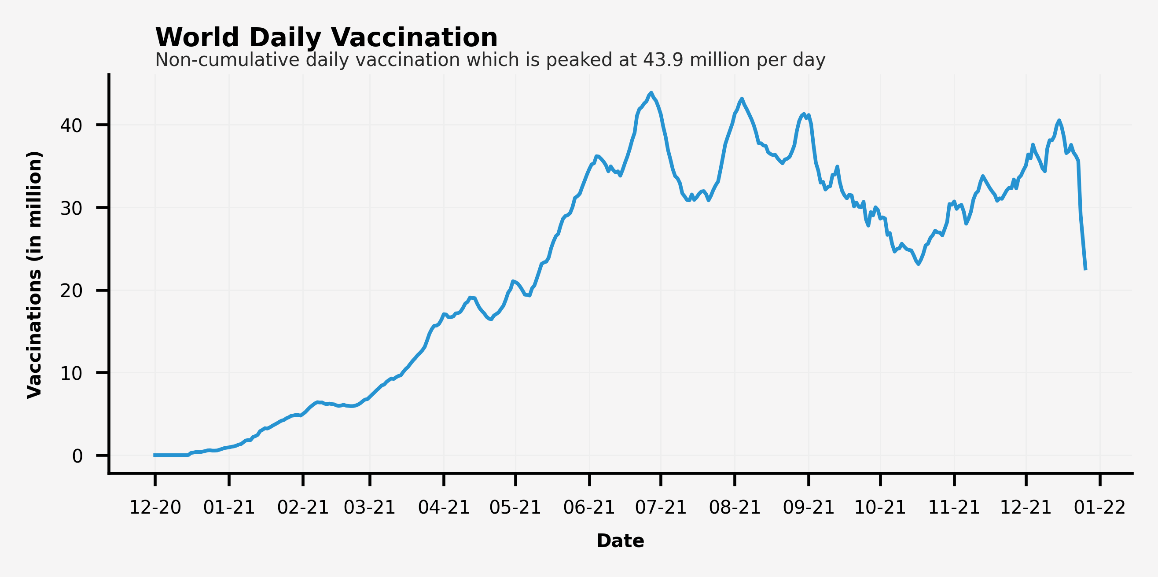 World Daily Vaccination
Non-cumulative daily vaccination which is peaked at 43.9 million per day
Vaccinations (in million)
40
30
20
10
0
12-20 01-21 02-21 03-21 04-21 05-21 06-21 07-21 08-21 09-21 10-21 11-21 12-21 01-22
Date